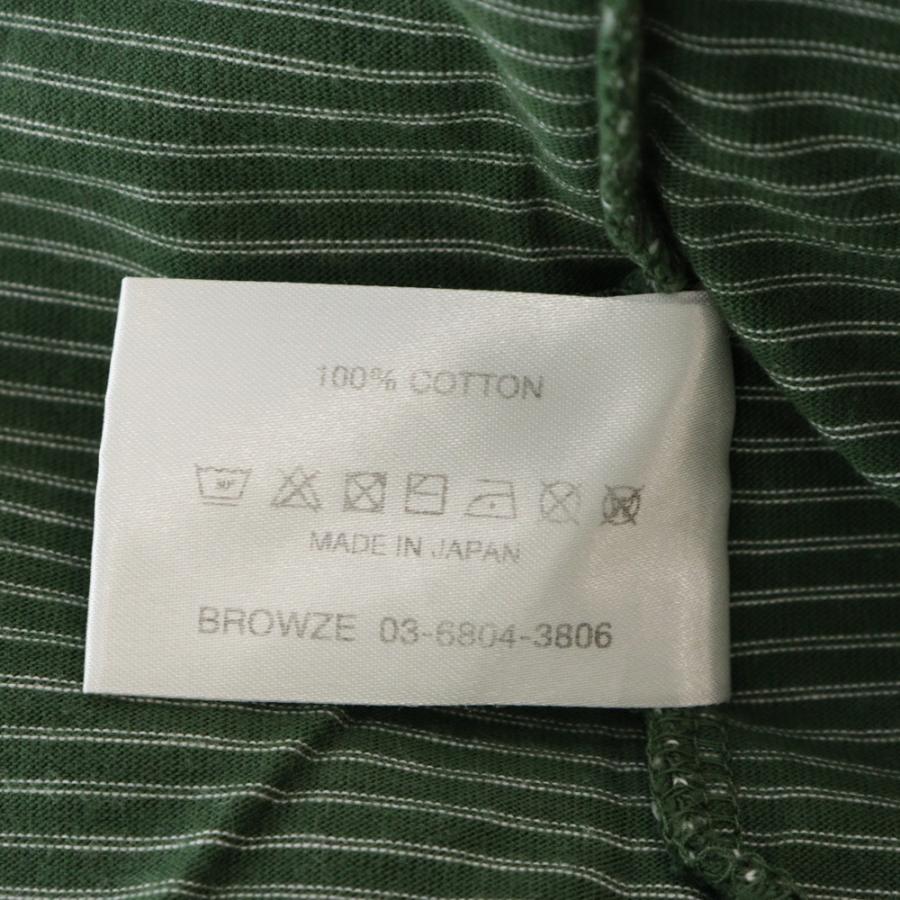 100% COTTON
MADE IN JAPAN
BROWZE 03-6804-3806